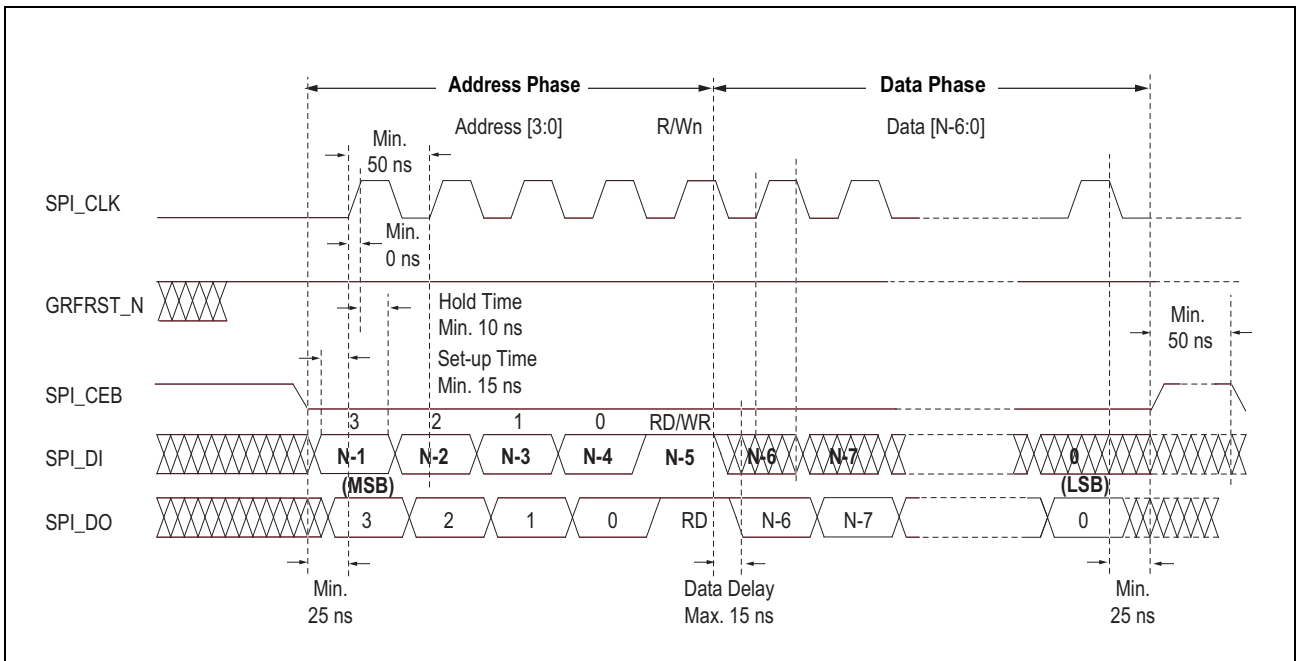 Address Phase
Data Phase
Address [3:0]
R/Wn
Data [N-6:0]
Min.
50 ns
SPI_CLK
Min.
0 ns
GRFRST_N
Hold Time
Min. 10 ns
Min.
50 ns
Set-up Time
Min. 15 ns
SPI_CEB
3 2 1 0 RD/WR
SPI_DI
N-1 N-2 N-3 N-4 N-5 N-6 N-7 0
(MSB)
(LSB)
SPI_DO
3 2 1 0 RD N-6 N-7 0
Min.
25 ns
Data Delay
Max. 15 ns
Min.
25 ns